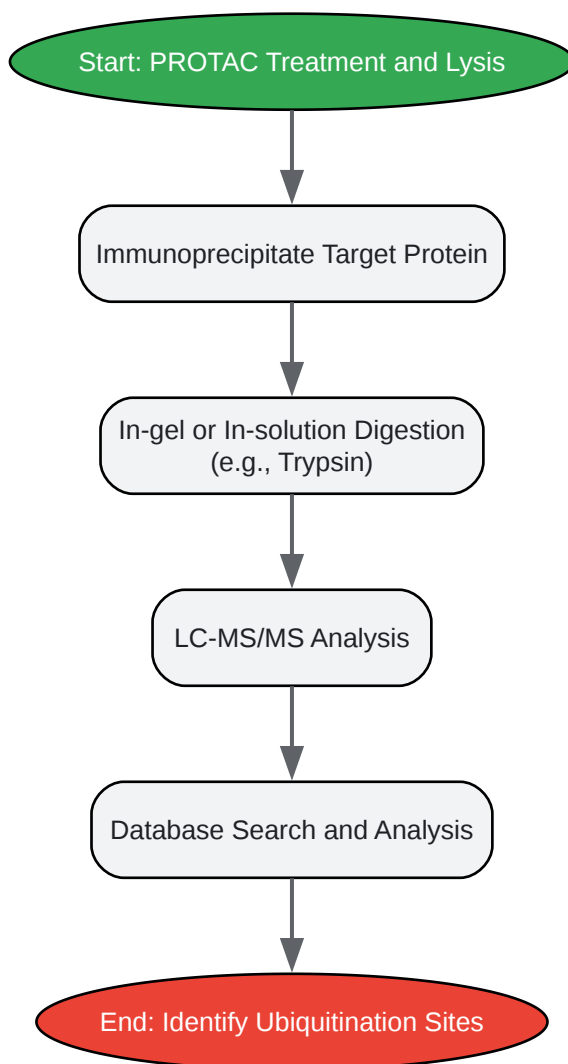 Start: PROTAC Treatment and Lysis
Immunoprecipitate Target Protein
In-gel or In-solution Digestion
(e.g., Trypsin)
LC-MS/MS Analysis
Database Search and Analysis
End: Identify Ubiquitination Sites